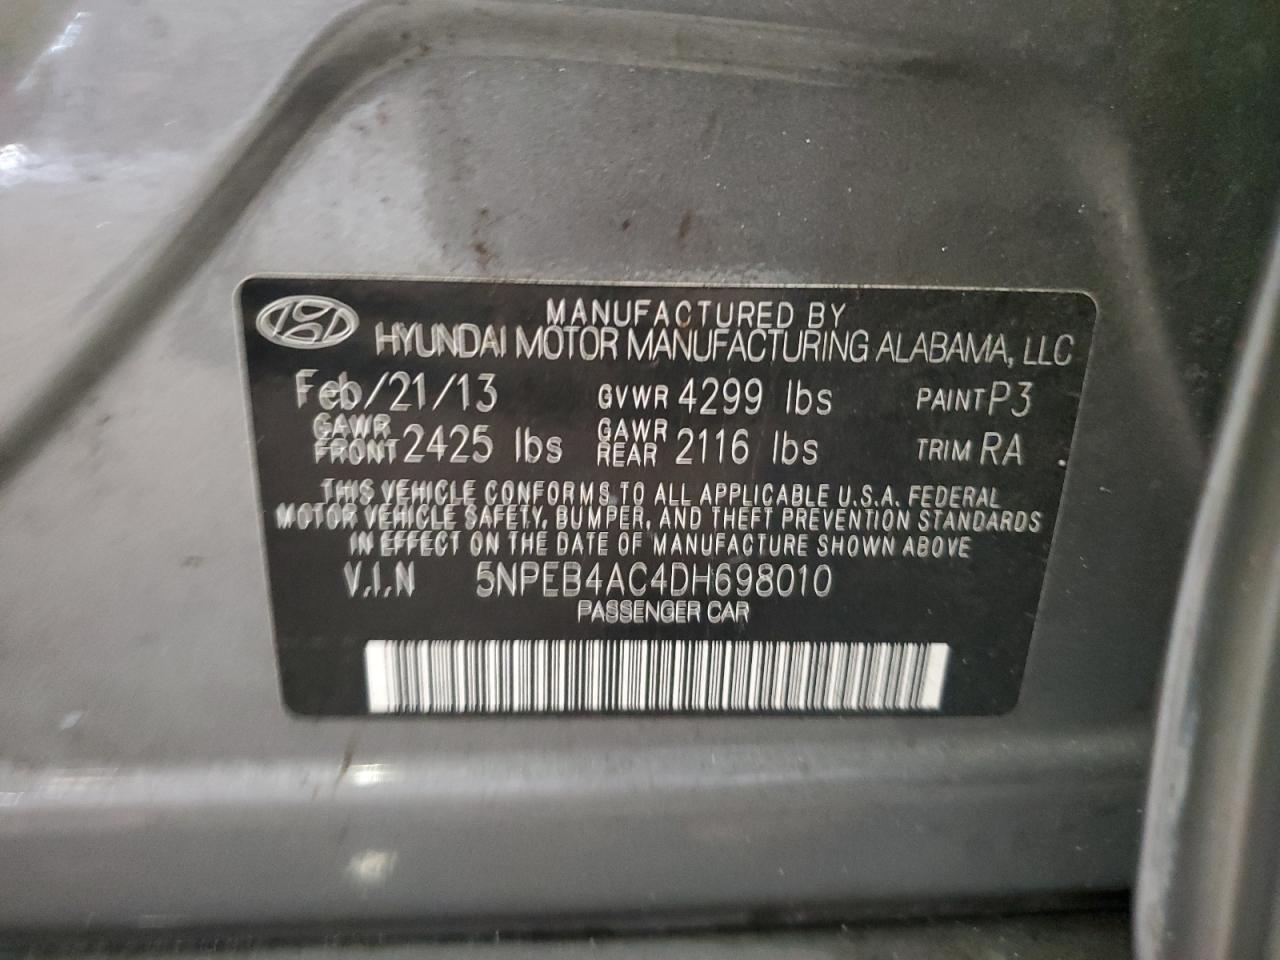 MANUFACTURED BY
HYUNDAI MOTOR MANUFACTURING ALABAMA, LLC
Feb/21/13 GVWR 4299 lbs PAINT P3
GAWR FRONT 2425 lbs GAWR REAR 2116 lbs TRIM RA
THIS VEHICLE CONFORMS TO ALL APPLICABLE U.S.A. FEDERAL
MOTOR VEHICLE SAFETY, BUMPER, AND THEFT PREVENTION STANDARDS
IN EFFECT ON THE DATE OF MANUFACTURE SHOWN ABOVE
V.I.N 5NPEB4AC4DH698010
PASSENGER CAR